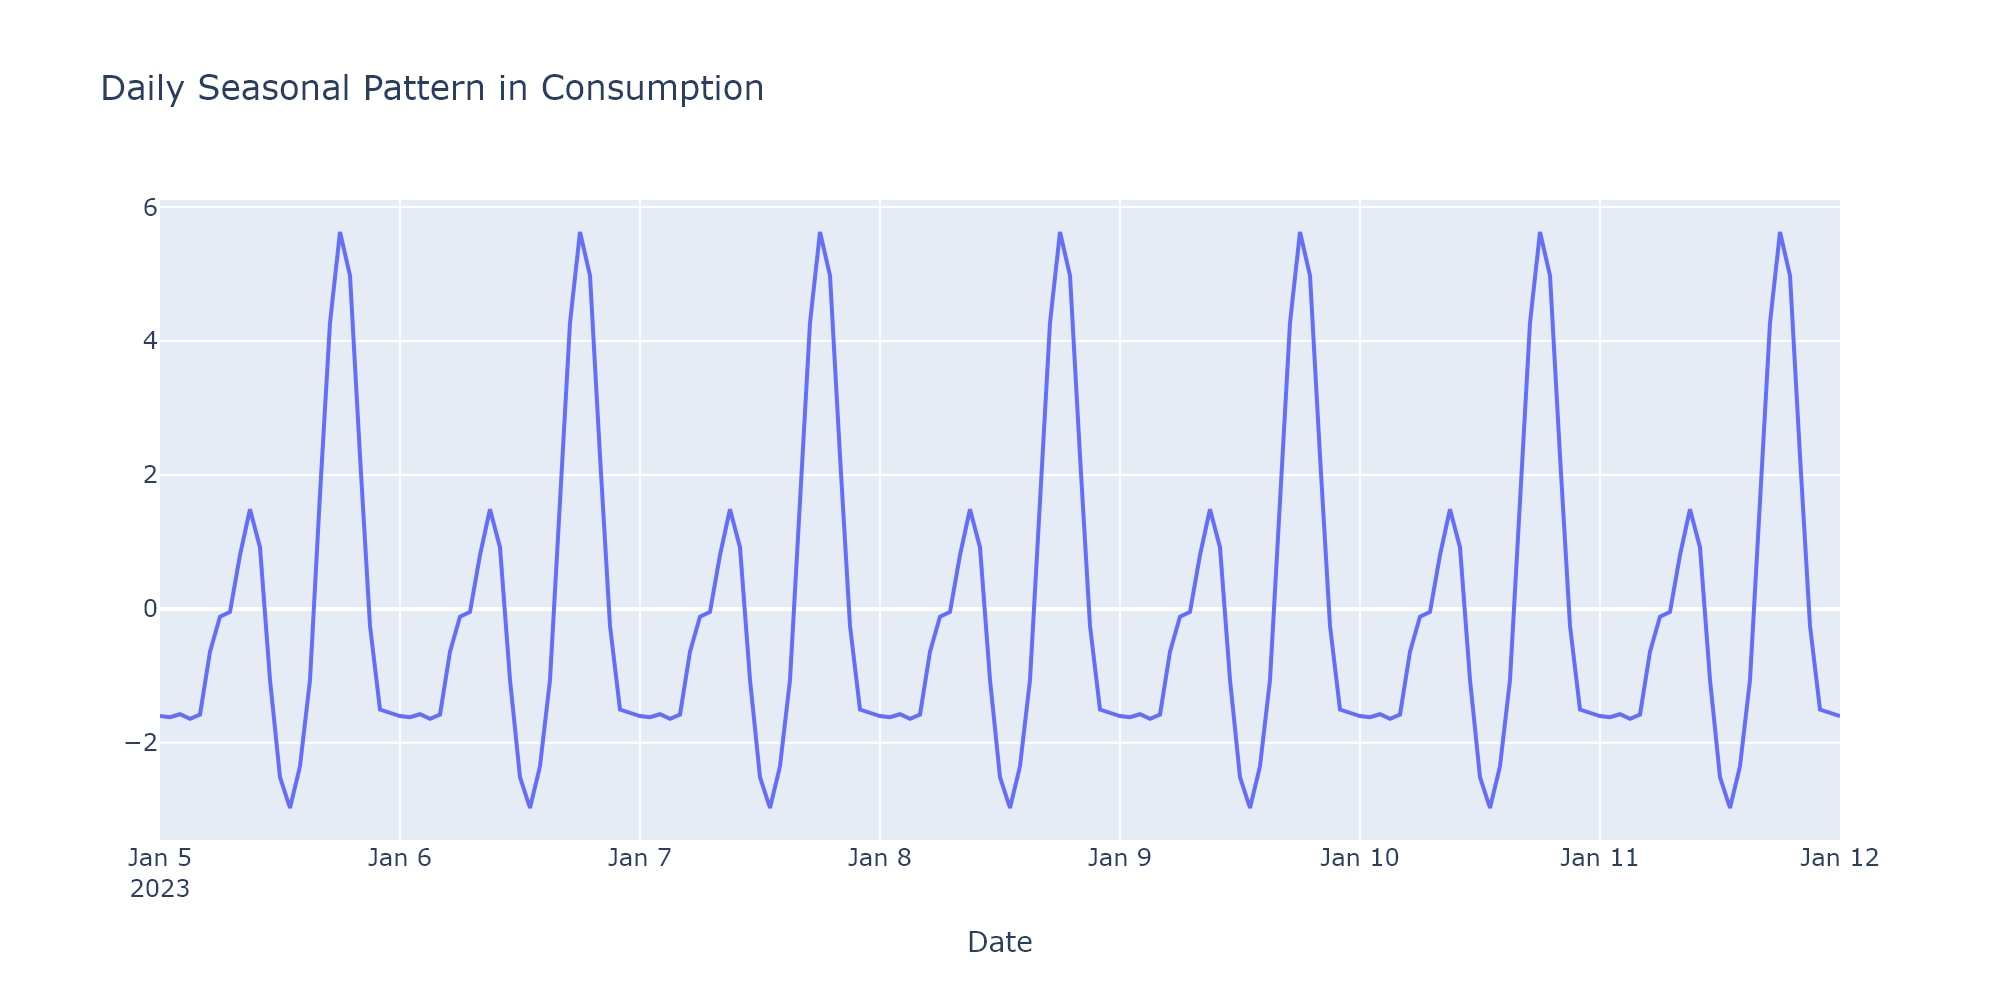 Daily Seasonal Pattern in Consumption
6
4
2
0
−2
Jan 5
2023
Jan 6
Jan 7
Jan 8
Jan 9
Jan 10
Jan 11
Jan 12
Date